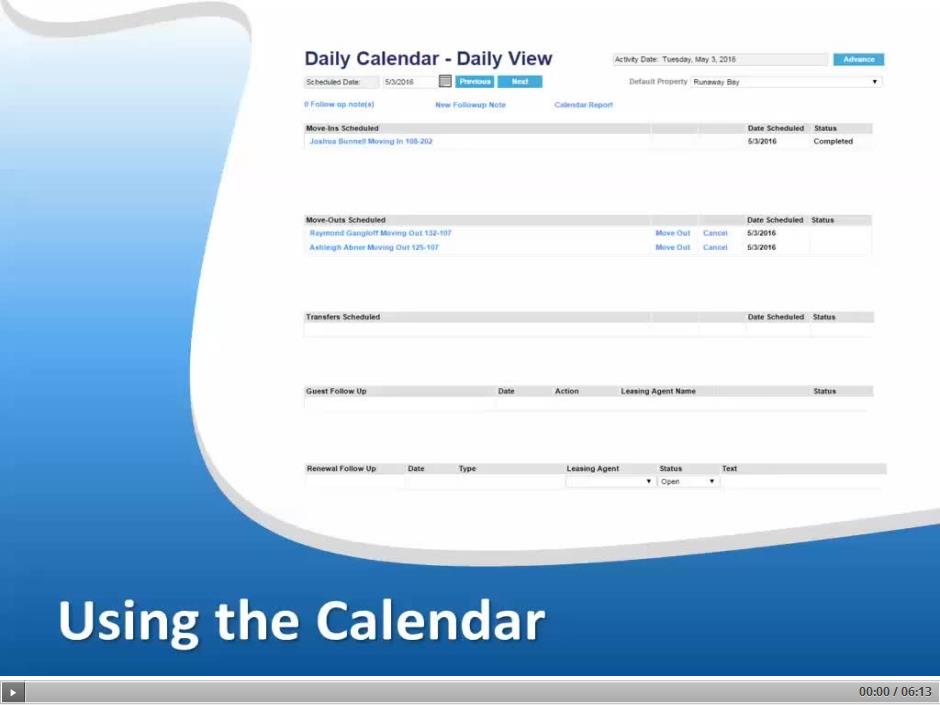 Daily Calendar - Daily View
Activity Date: Tuesday, May 3, 2016 Advance
Scheduled Date: 5/3/2016 Previous Next Default Property Runaway Bay
0 Follow up note(s) New Followup Note Calendar Report
Move-Ins Scheduled Date Scheduled Status
Joshua Bunnell Moving In 108-202 5/3/2016 Completed
Move-Outs Scheduled Date Scheduled Status
Raymond Gangloff Moving Out 132-107 Move Out Cancel 5/3/2016
Ashleigh Abner Moving Out 125-107 Move Out Cancel 5/3/2016
Transfers Scheduled Date Scheduled Status
Guest Follow Up Date Action Leasing Agent Name Status
Renewal Follow Up Date Type Leasing Agent Status Text
Open
Using the Calendar
00:00 / 06:13